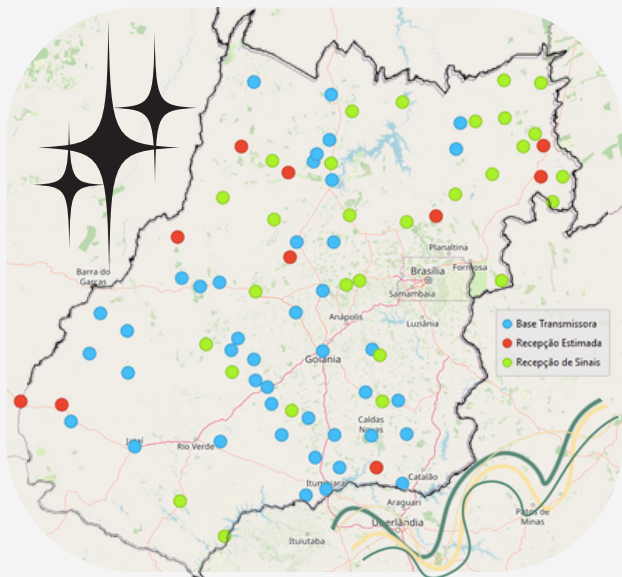 Planaltina
Barra do
Garças
Brasília
Formosa
Samambaia
Anápolis
Luziânia
Base Transmissora
Recepção Estimada
Recepção de Sinais
Goiânia
Caldas
Novas
Jataí
Rio Verde
Catalão
Itumbiara
Araguari
Patos de
Minas
Uberlândia
Ituiutaba